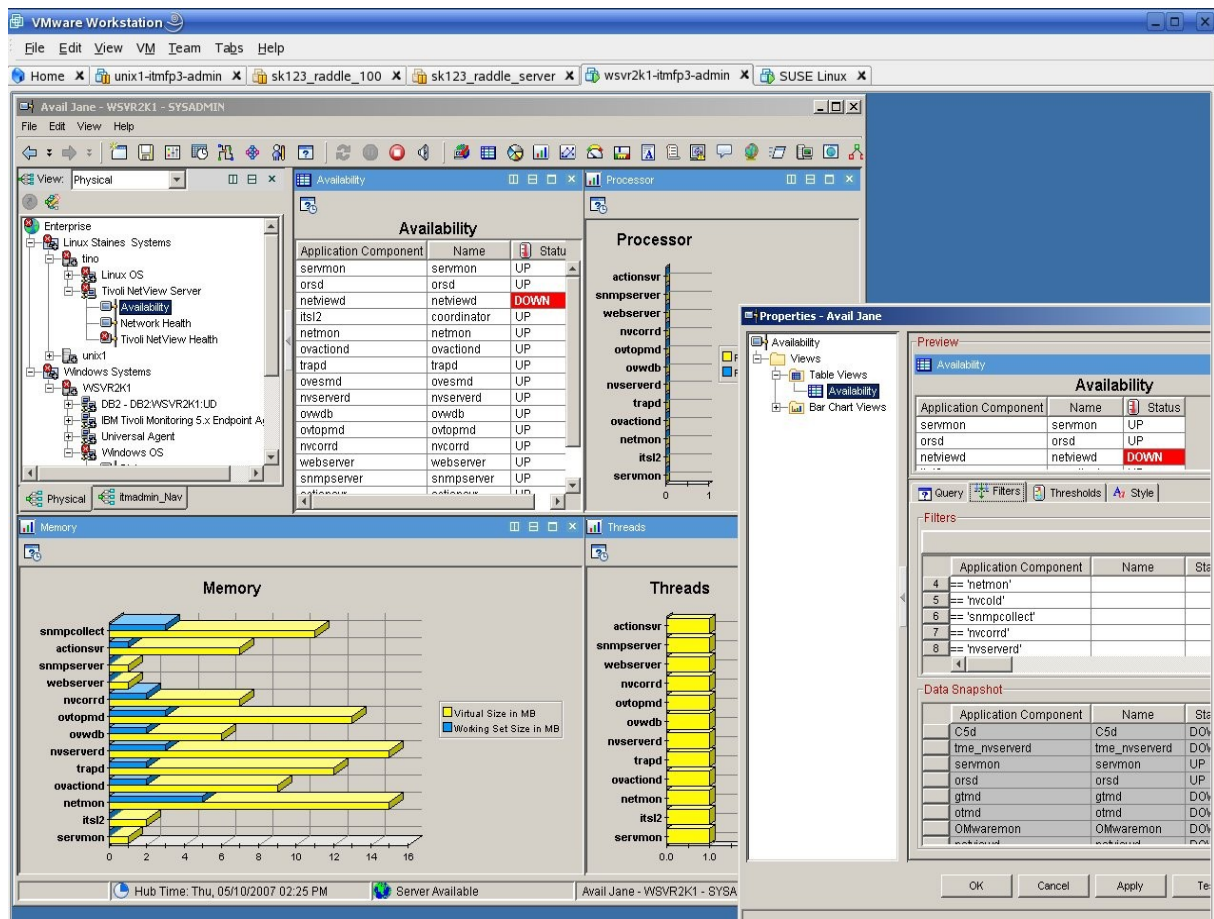 VMware Workstation
File Edit View VM Team Tabs Help
Home unix1-itmfp3-admin sk123_raddle_100 sk123_raddle_server wsvr2k1-itmfp3-admin SUSE Linux
Avail Jane - WSVR2K1 - SYSADMIN
File Edit View Help
View: Physical
Enterprise
Linux Staines Systems
tino
Linux OS
Tivoli NetView Server
Availability
Network Health
Tivoli NetView Health
unix1
Windows Systems
WSVR2K1
DB2 - DB2:WSVR2K1:UD
IBM Tivoli Monitoring 5.x Endpoint
Universal Agent
Windows OS
Physical itmadmin_Nav
Availability
Availability
Application Component Name Statu
servmon servmon UP
orsd orsd UP
netviewd netviewd DOWN
itsl2 coordinator UP
netmon netmon UP
ovactiond ovactiond UP
trapd trapd UP
ovesmd ovesmd UP
nvserverd nvserverd UP
ovwdb ovwdb UP
ovtopmd ovtopmd UP
nvcorrd nvcorrd UP
webserver webserver UP
snmpserver snmpserver UP
Processor
Processor
actionsvr
snmpserver
webserver
nvcorrd
ovtopmd
ovwdb
nvserverd
trapd
ovactiond
netmon
itsl2
servmon
0 1
Memory
Memory
snmpcollect
actionsvr
snmpserver
webserver
nvcorrd
ovtopmd
ovwdb
nvserverd
trapd
ovactiond
netmon
itsl2
servmon
0 2 4 6 8 10 12 14 16
Virtual Size in MB
Working Set Size in MB
Threads
Threads
actionsvr
snmpserver
webserver
nvcorrd
ovtopmd
ovwdb
nvserverd
trapd
ovactiond
netmon
itsl2
servmon
0.0 1.0
Hub Time: Thu, 05/10/2007 02:25 PM Server Available Avail Jane - WSVR2K1 - SYSA
Properties - Avail Jane
Availability
Views
Table Views
Availability
Bar Chart Views
Preview
Availability
Availability
Application Component Name Status
servmon servmon UP
orsd orsd UP
netviewd netviewd DOWN
Query Filters Thresholds Style
Filters
Application Component Name Sta
4 == 'netmon'
5 == 'nvcold'
6 == 'snmpcollect'
7 == 'nvcorrd'
8 == 'nvserverd'
Data Snapshot
Application Component Name Sta
C5d C5d DOW
tme_nvserverd tme_nvserverd DOW
servmon servmon UP
orsd orsd UP
gtmd gtmd DOW
otmd otmd DOW
OMwaremon OMwaremon DOW
OK Cancel Apply Te